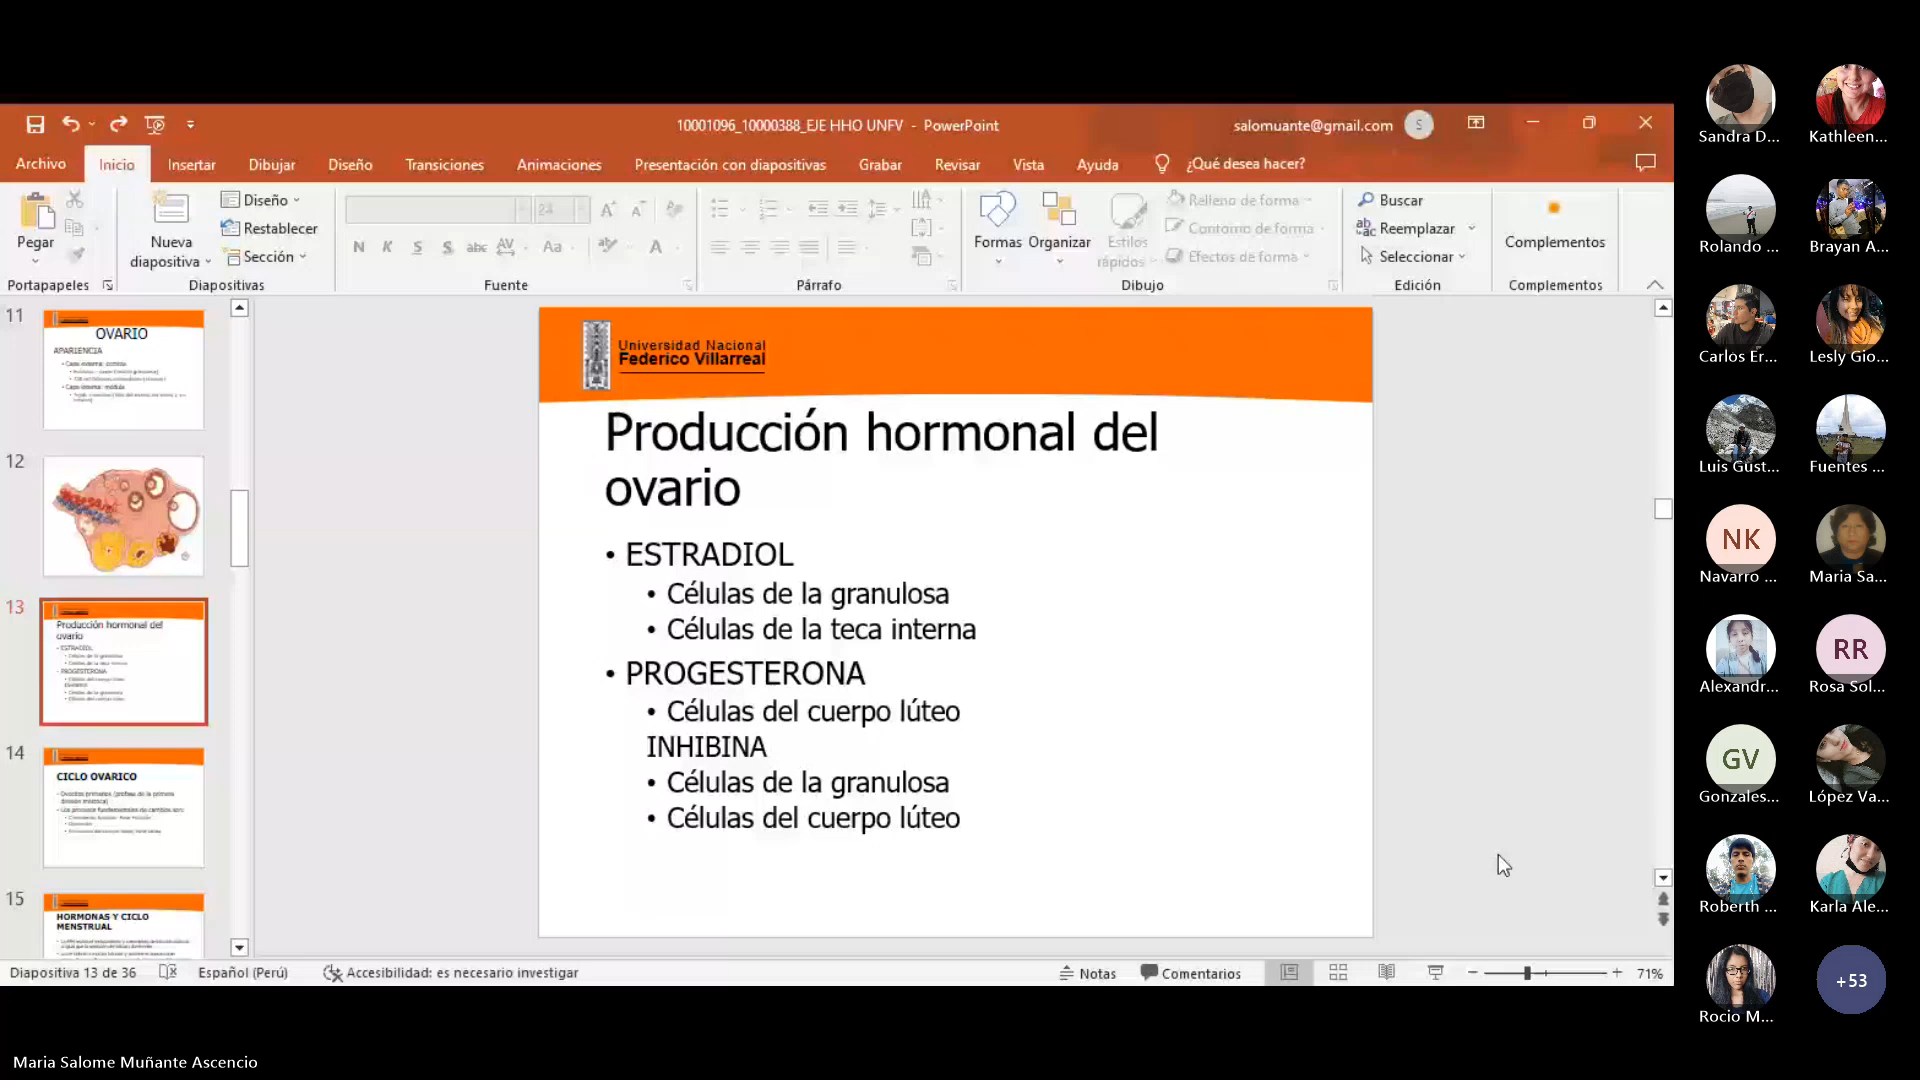 10001096_10000388_EJE HHO UNFV - PowerPoint
salomuante@gmail.com
S
Archivo
Inicio
Insertar
Dibujar
Diseño
Transiciones
Animaciones
Presentación con diapositivas
Grabar
Revisar
Vista
Ayuda
¿Qué desea hacer?
Pegar
Portapapeles
Nueva
diapositiva
Diseño
Restablecer
Sección
Diapositivas
24
N K S S abc AV Aa A
Fuente
Párrafo
Formas
Organizar
Estilos
rápidos
Relleno de forma
Contorno de forma
Efectos de forma
Dibujo
Buscar
Reemplazar
Seleccionar
Edición
Complementos
Complementos
11
OVARIO
APARIENCIA
12
13
Producción hormonal del
ovario
ESTRADIOL
PROGESTERONA
14
CICLO OVARICO
15
HORMONAS Y CICLO
MENSTRUAL
Universidad Nacional
Federico Villarreal
Producción hormonal del
ovario
• ESTRADIOL
• Células de la granulosa
• Células de la teca interna
• PROGESTERONA
• Células del cuerpo lúteo
INHIBINA
• Células de la granulosa
• Células del cuerpo lúteo
Diapositiva 13 de 36
Español (Perú)
Accesibilidad: es necesario investigar
Notas
Comentarios
71%
Sandra D...
Kathleen...
Rolando ...
Brayan A...
Carlos Er...
Lesly Gio...
Luis Gust...
Fuentes ...
NK
Navarro ...
Maria Sa...
Alexandr...
RR
Rosa Sol...
GV
Gonzales...
López Va...
Roberth ...
Karla Ale...
Rocio M...
+53
Maria Salome Muñante Ascencio